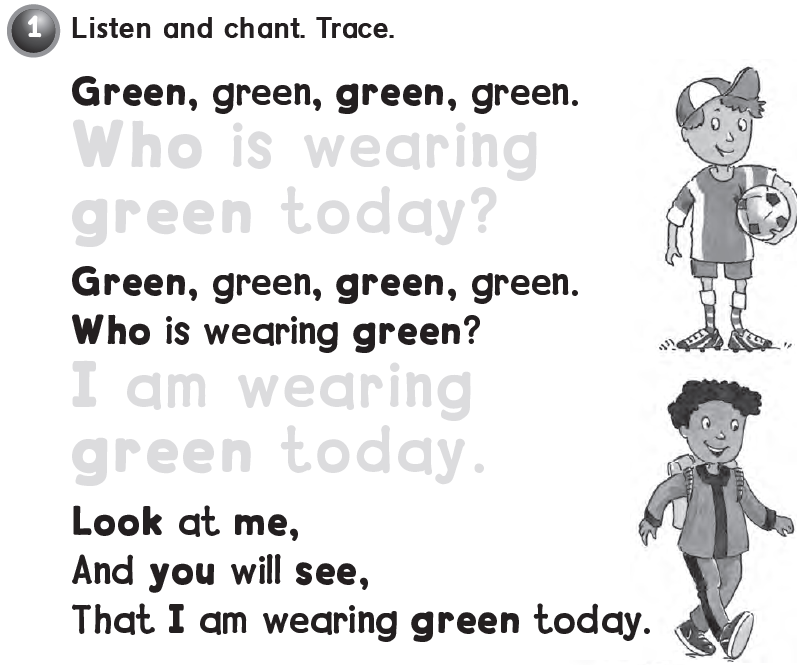 1 Listen and chant. Trace.
Green, green, green, green.
Who is wearing
green today?
Green, green, green, green.
Who is wearing green?
I am wearing
green today.
Look at me,
And you will see,
That I am wearing green today.